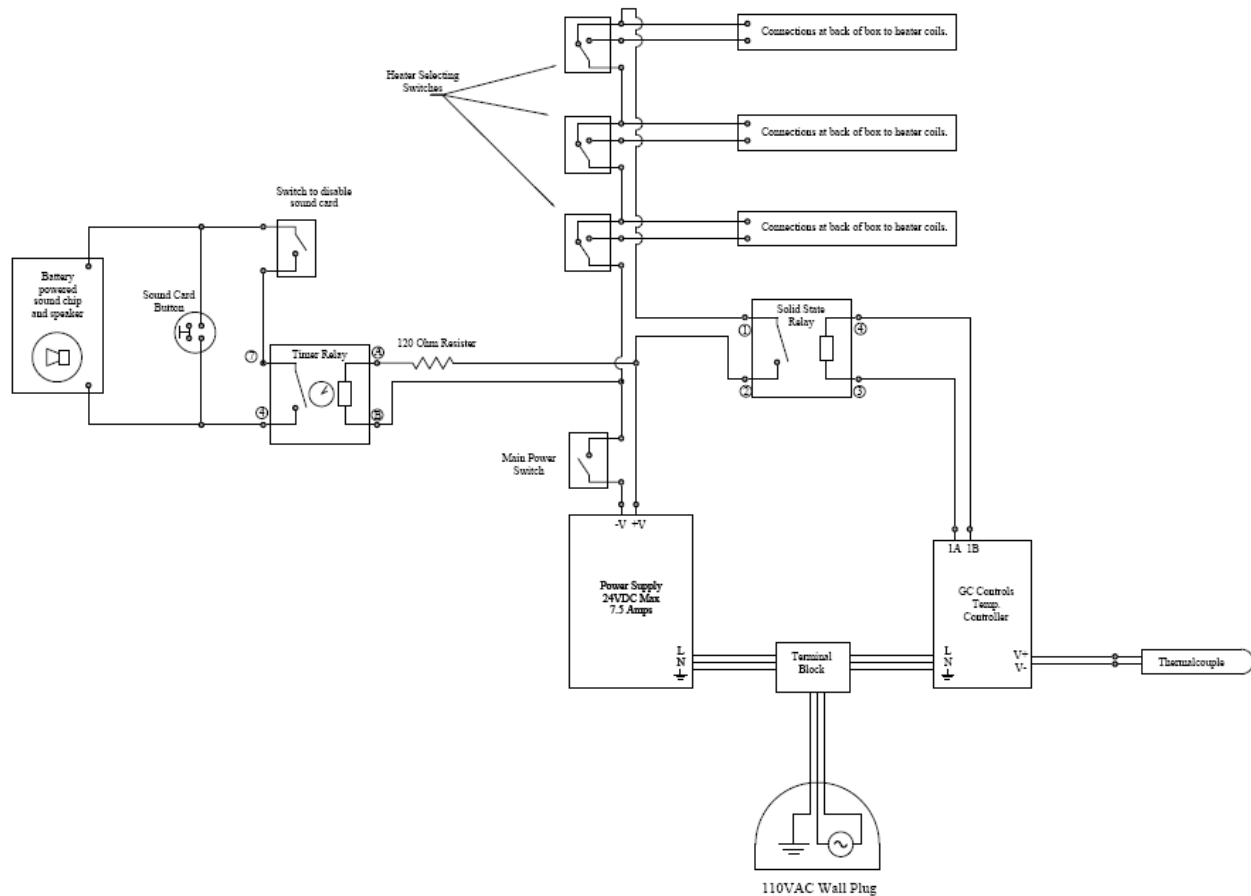 Connections at back of box to heater coils.
Heater Selecting
Switches
Connections at back of box to heater coils.
Switch to disable
sound card
Connections at back of box to heater coils.
Battery
powered
sound chip
and speaker
Sound Card
Button
Solid State
Relay
1
4
120 Ohm Resister
7
Timer Relay
A
2
3
4
B
Main Power
Switch
-V +V
1A 1B
Power Supply
24VDC Max
7.5 Amps
GC Controls
Temp.
Controller
L
N
Terminal
Block
L
N
V+
V-
Thermalcouple
110VAC Wall Plug